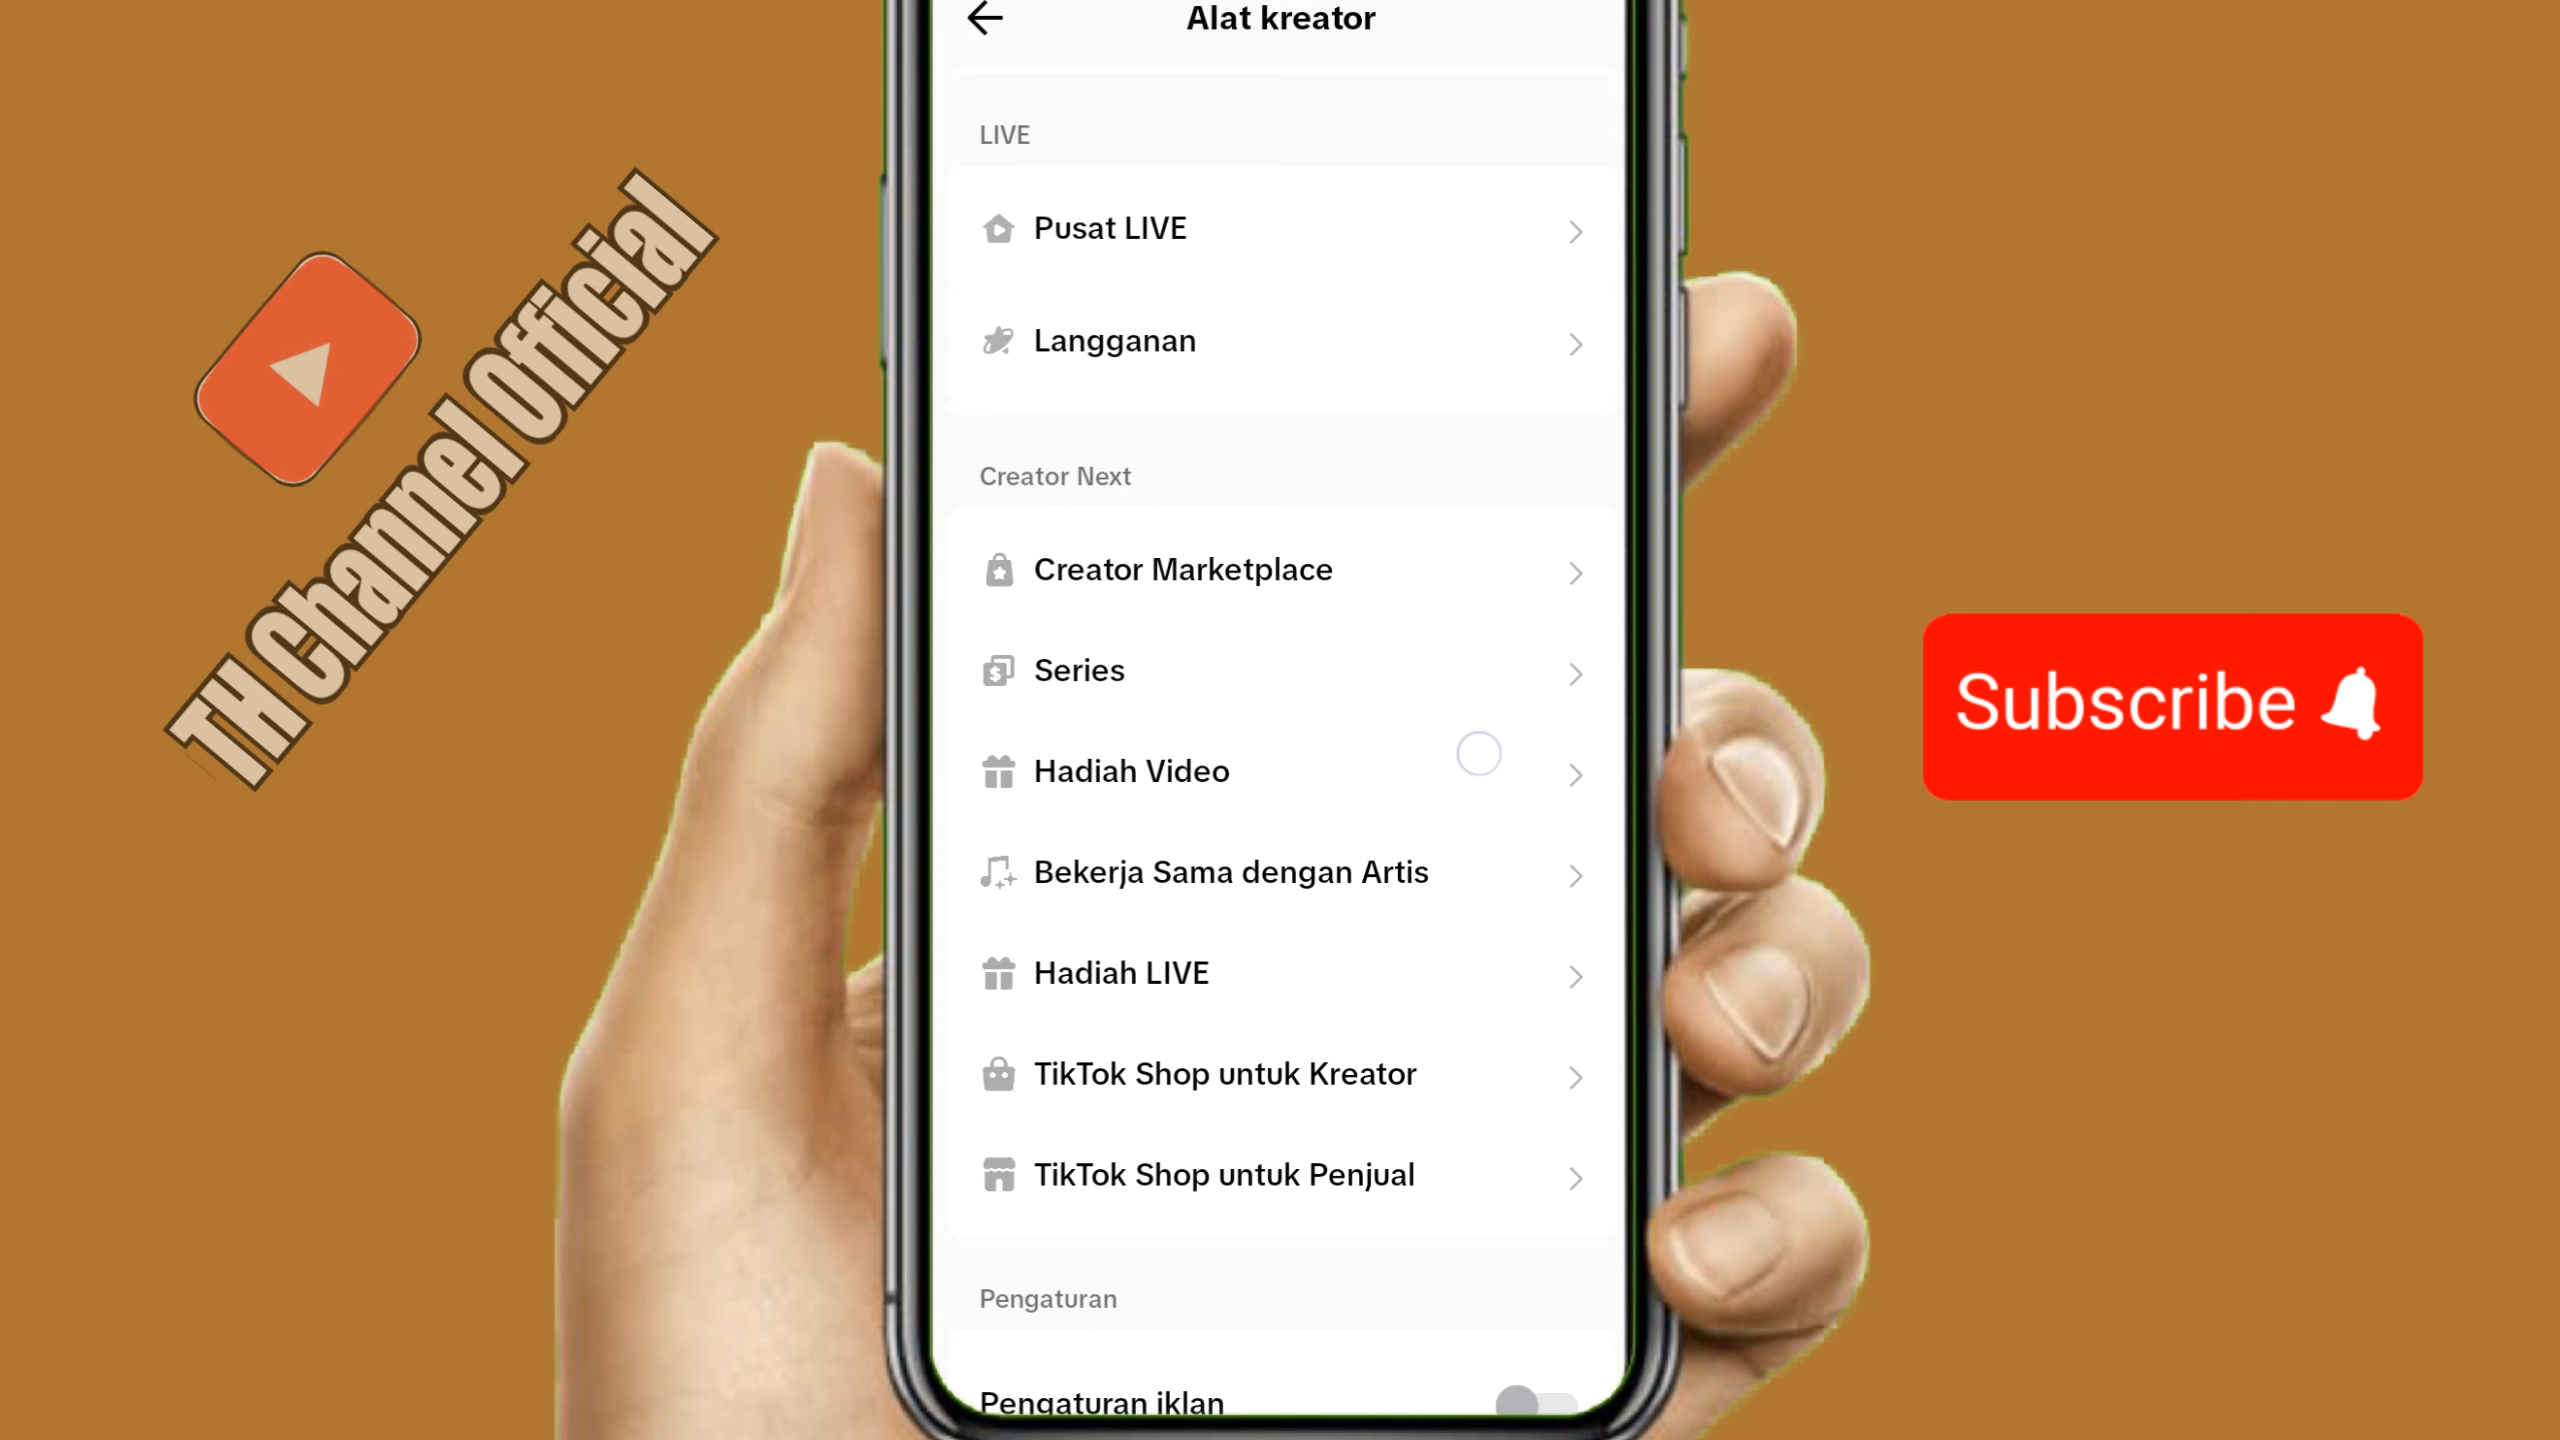 Alat kreator
LIVE
Pusat LIVE
Langganan
Creator Next
Creator Marketplace
Series
Hadiah Video
Bekerja Sama dengan Artis
Hadiah LIVE
TikTok Shop untuk Kreator
TikTok Shop untuk Penjual
Pengaturan
Pengaturan iklan
TH Channel Official
Subscribe